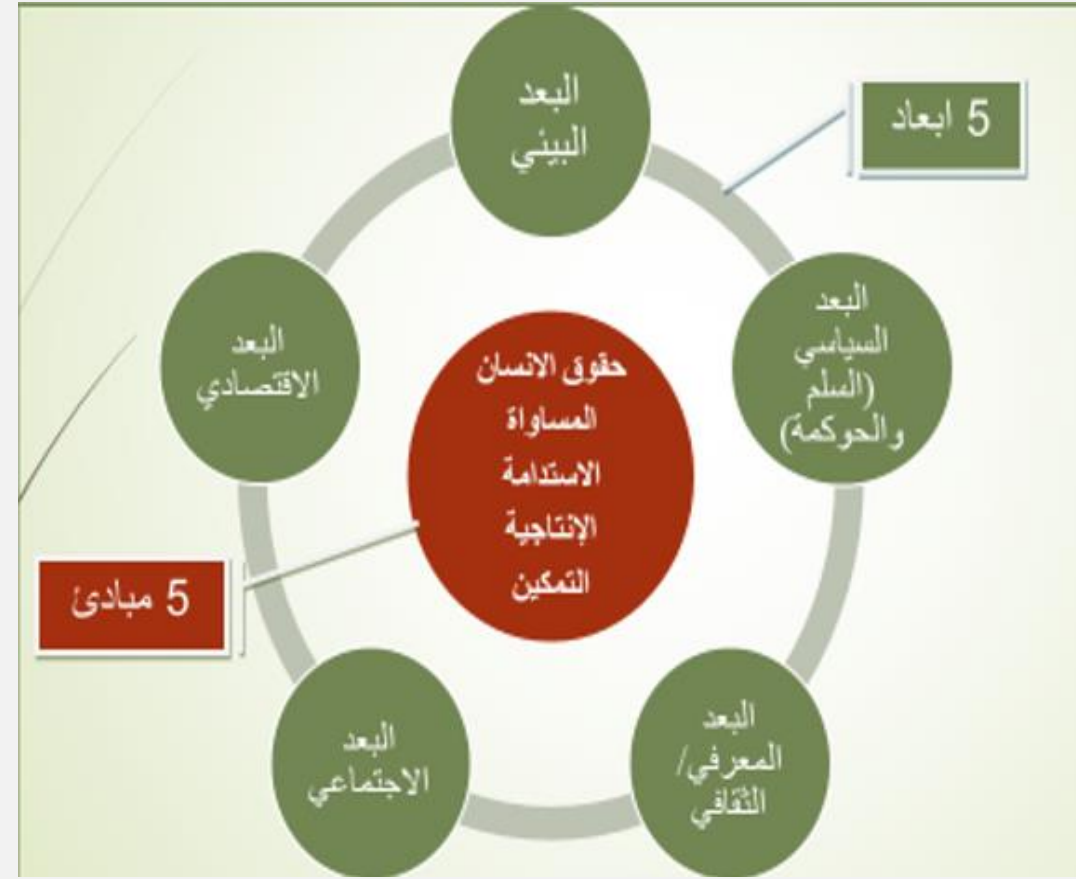 البعد
البيئي
5 ابعاد
البعد
السياسي
(السلم
والحوكمة)
البعد
الاقتصادي
حقوق الانسان
المساواة
الاستدامة
الإنتاجية
التمكين
5 مبادئ
البعد
المعرفي/
الثقافي
البعد
الاجتماعي